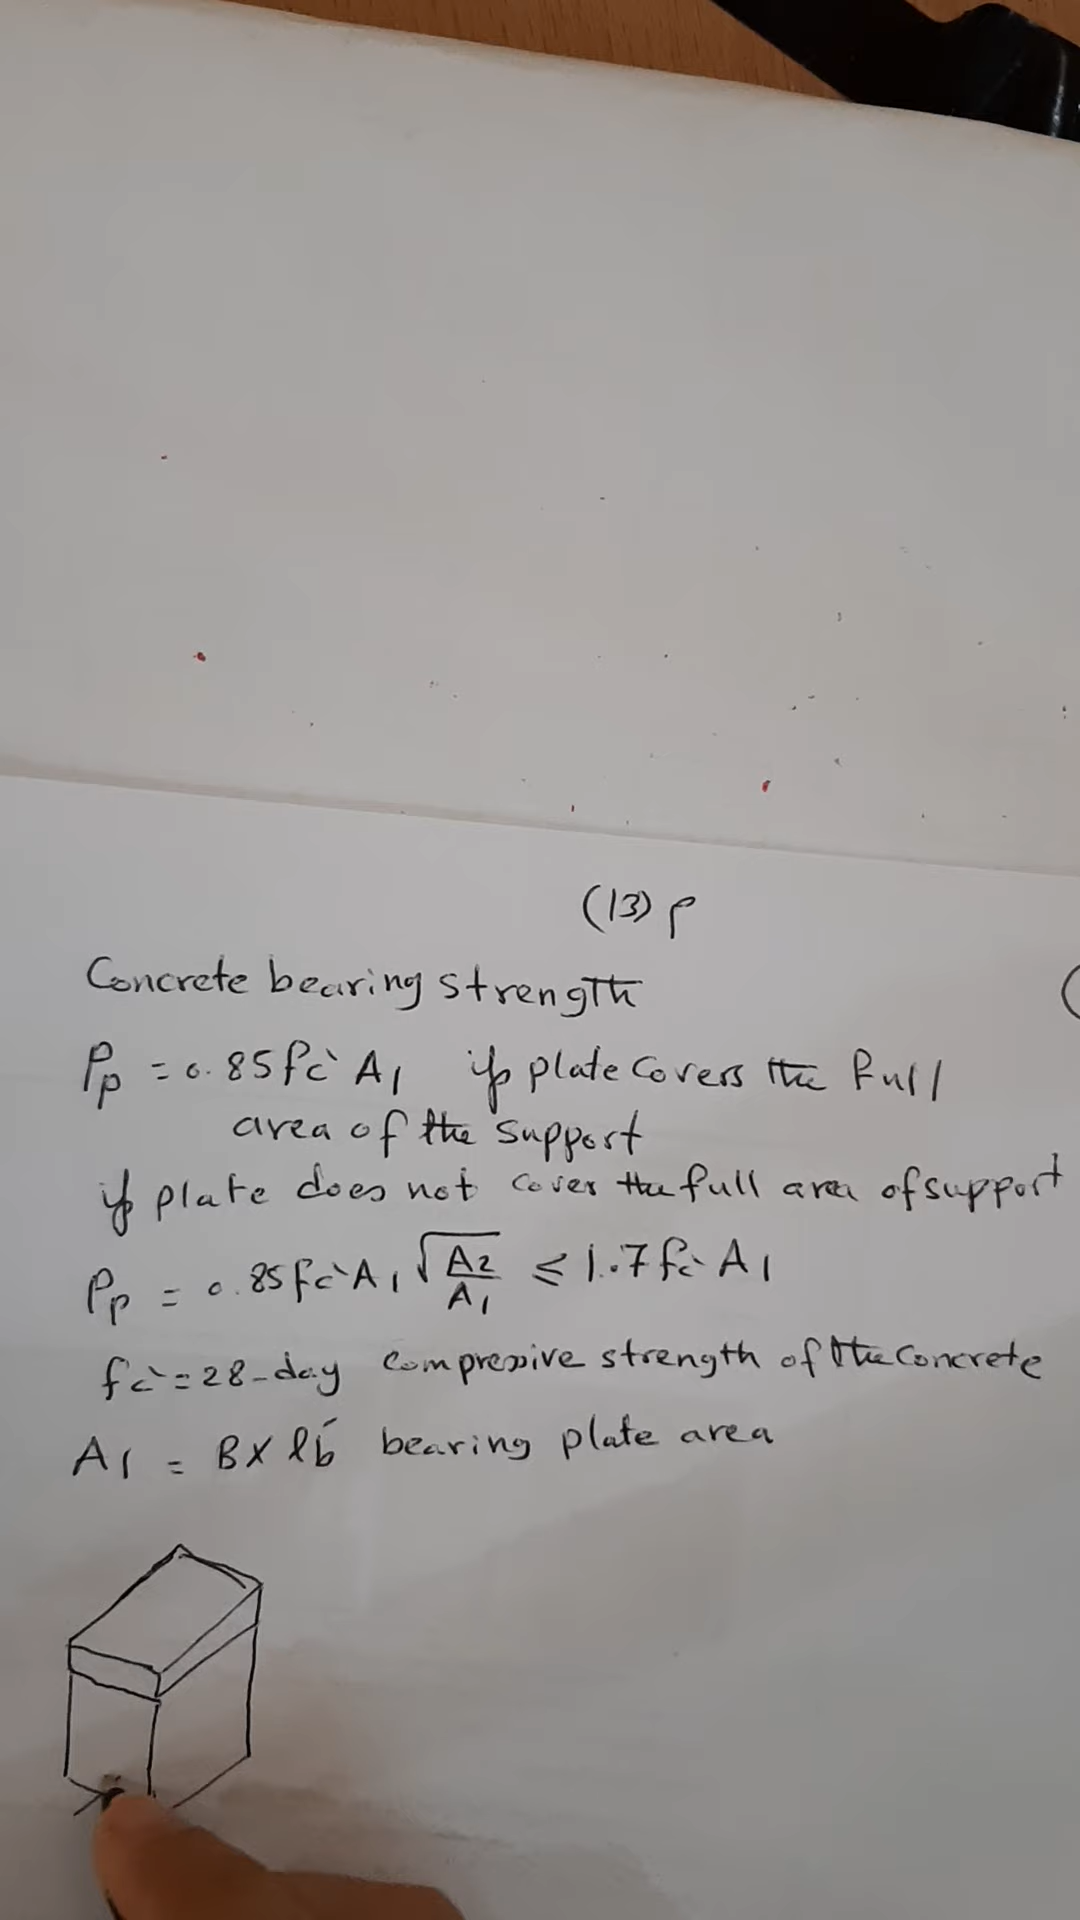 (13) P
Concrete bearing strength
Pp = 0.85 fc` A1 if plate covers the full
area of the support
if plate does not cover the full area of support
Pp = 0.85 fc` A1 √(A2/A1) ≤ 1.7 fc` A1
fc` = 28-day compressive strength of the concrete
A1 = B x lb bearing plate area